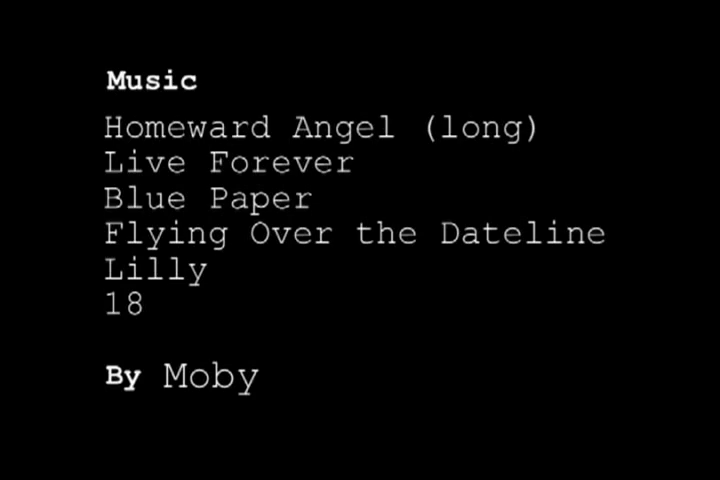 Music
Homeward Angel (long)
Live Forever
Blue Paper
Flying Over the Dateline
Lilly
18
By Moby